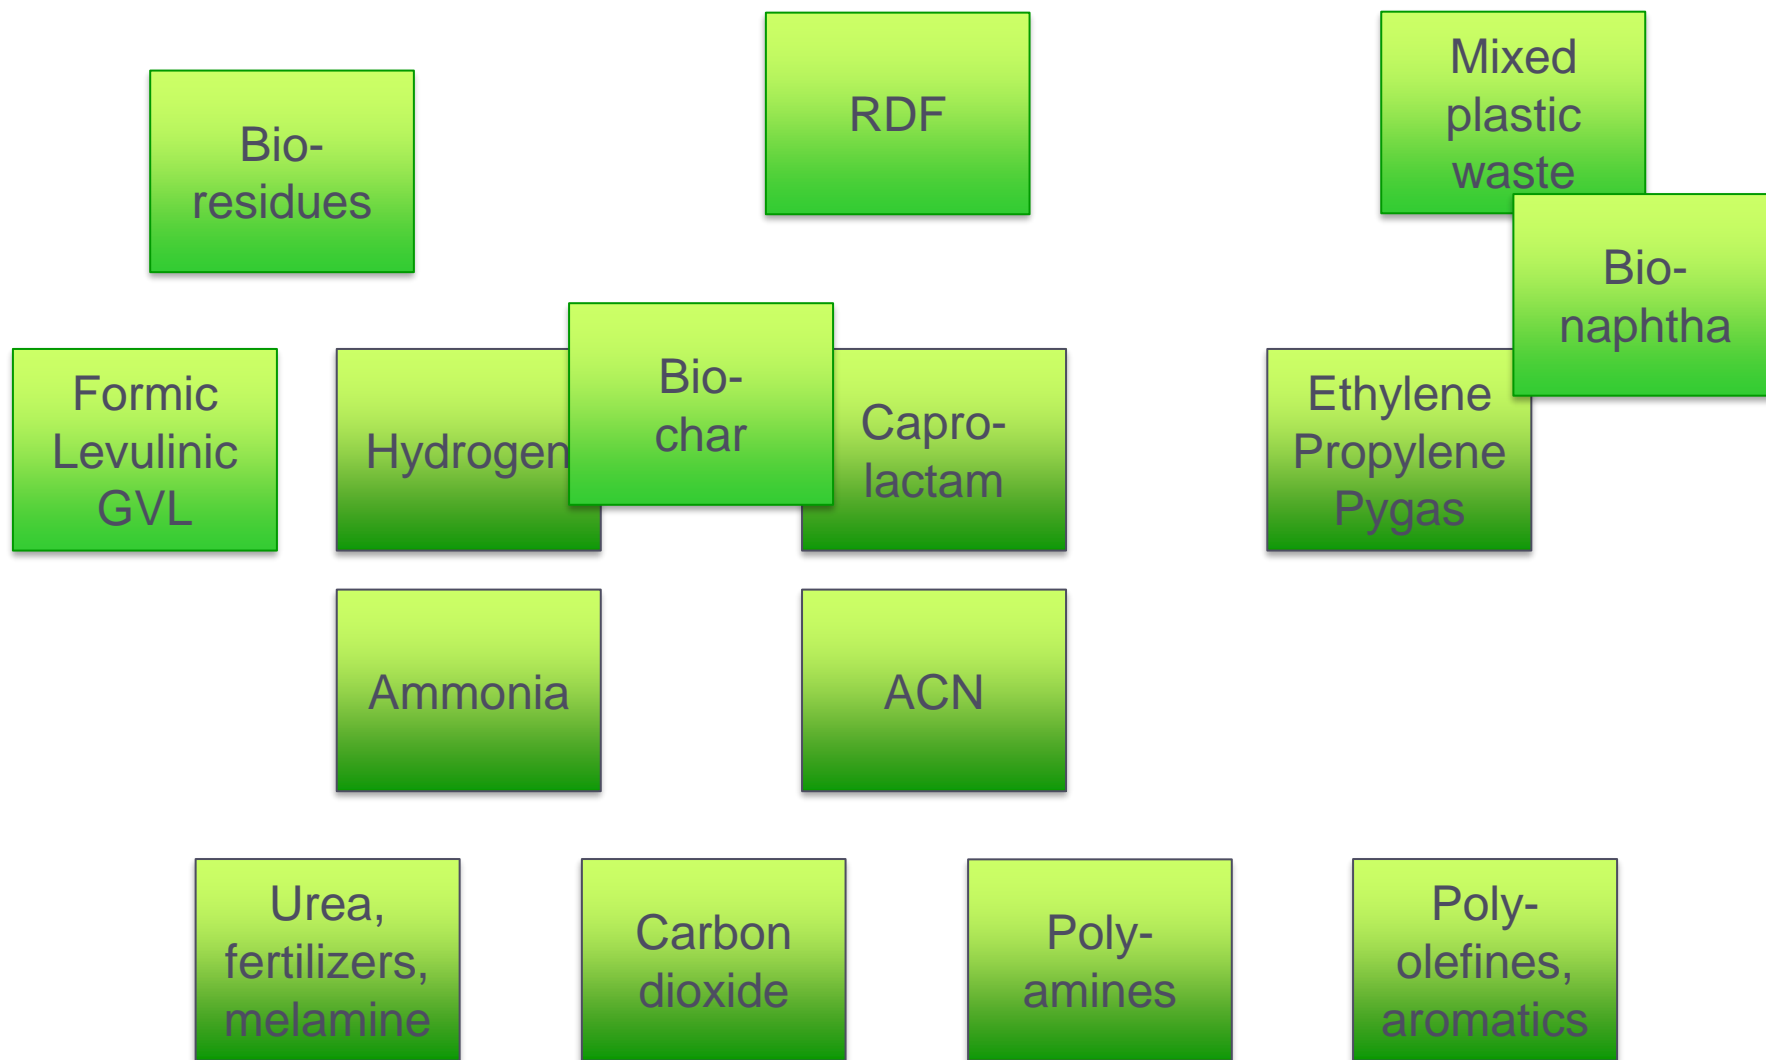 Bio-
residues
RDF
Mixed
plastic
waste
Bio-
naphtha
Formic
Levulinic
GVL
Hydrogen
Bio-
char
Capro-
lactam
Ethylene
Propylene
Pygas
Ammonia
ACN
Urea,
fertilizers,
melamine
Carbon
dioxide
Poly-
amines
Poly-
olefines,
aromatics